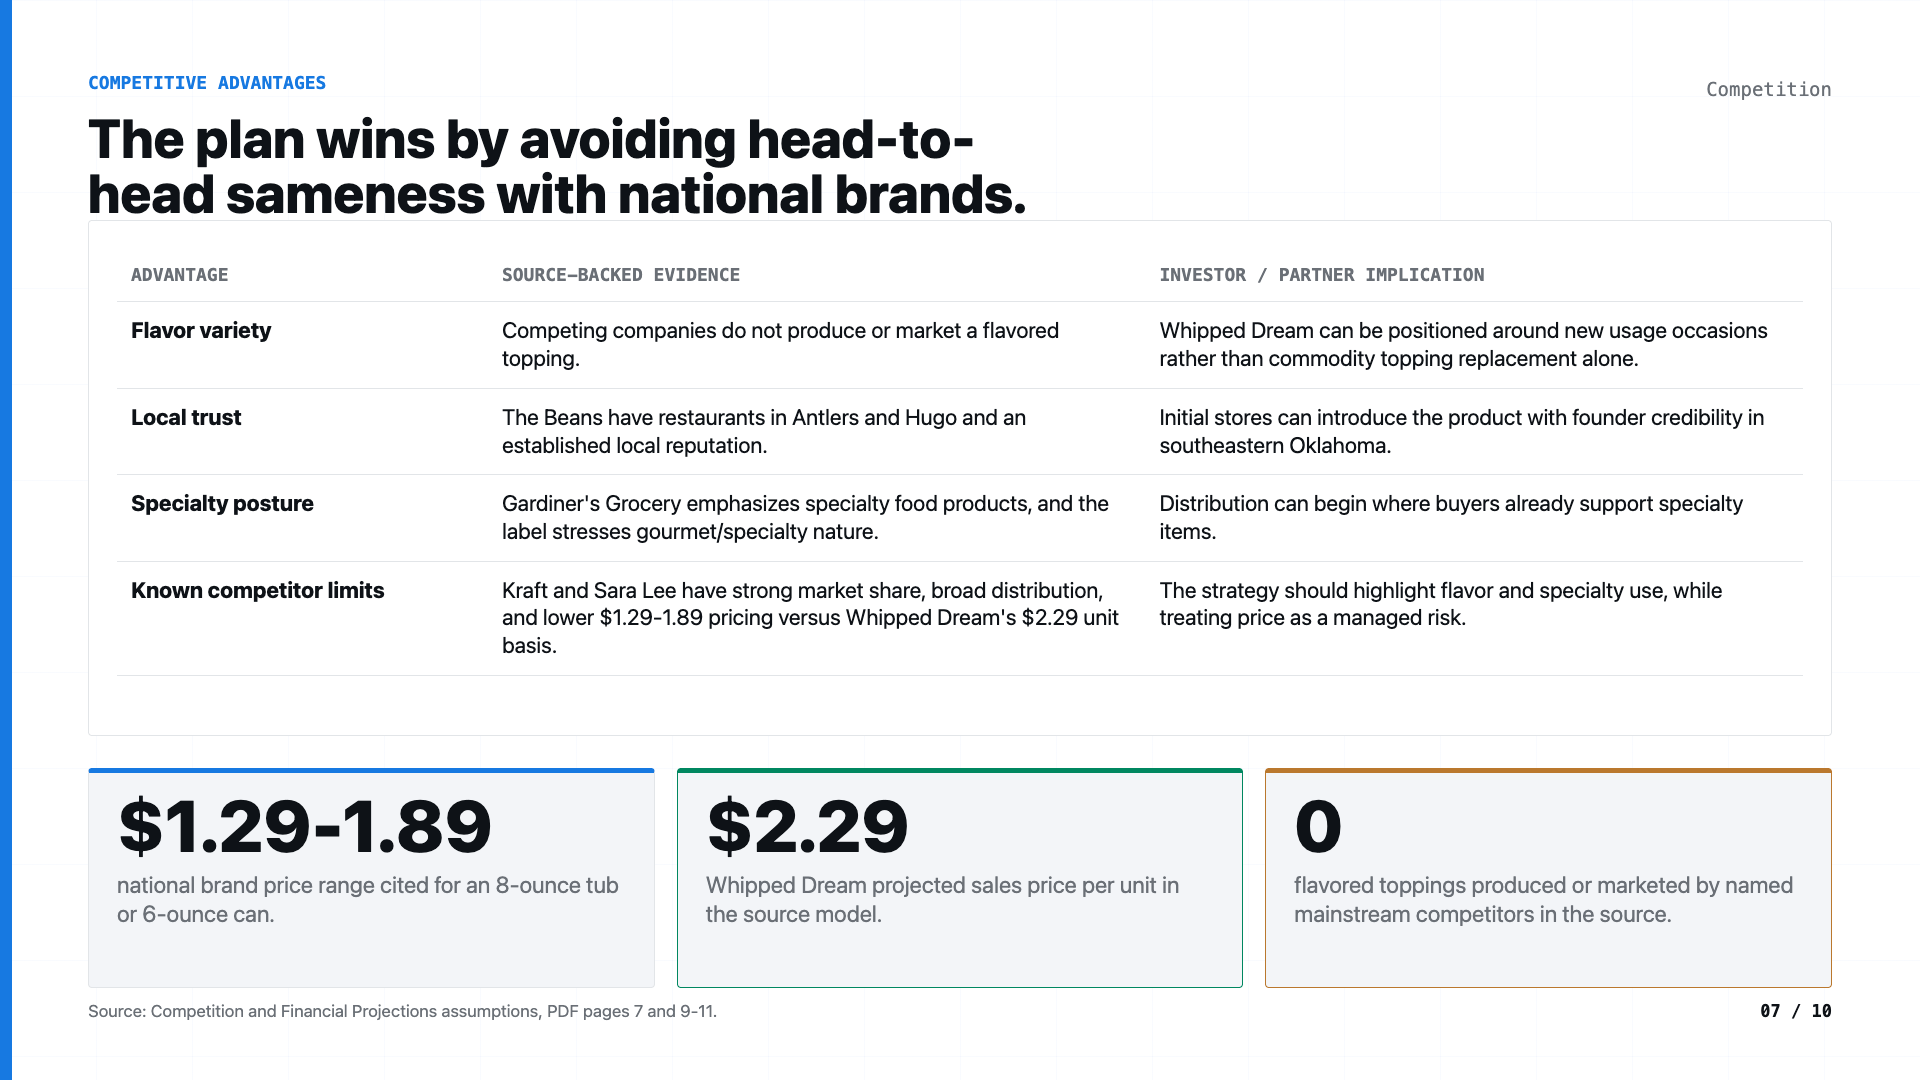 COMPETITIVE ADVANTAGES
Competition
The plan wins by avoiding head-to-
head sameness with national brands.
ADVANTAGE
SOURCE-BACKED EVIDENCE
INVESTOR / PARTNER IMPLICATION
Flavor variety
Competing companies do not produce or market a flavored
topping.
Whipped Dream can be positioned around new usage occasions
rather than commodity topping replacement alone.
Local trust
The Beans have restaurants in Antlers and Hugo and an
established local reputation.
Initial stores can introduce the product with founder credibility in
southeastern Oklahoma.
Specialty posture
Gardiner's Grocery emphasizes specialty food products, and the
label stresses gourmet/specialty nature.
Distribution can begin where buyers already support specialty
items.
Known competitor limits
Kraft and Sara Lee have strong market share, broad distribution,
and lower $1.29-1.89 pricing versus Whipped Dream's $2.29 unit
basis.
The strategy should highlight flavor and specialty use, while
treating price as a managed risk.
$1.29-1.89
national brand price range cited for an 8-ounce tub
or 6-ounce can.
$2.29
Whipped Dream projected sales price per unit in
the source model.
0
flavored toppings produced or marketed by named
mainstream competitors in the source.
Source: Competition and Financial Projections assumptions, PDF pages 7 and 9-11.
07 / 10